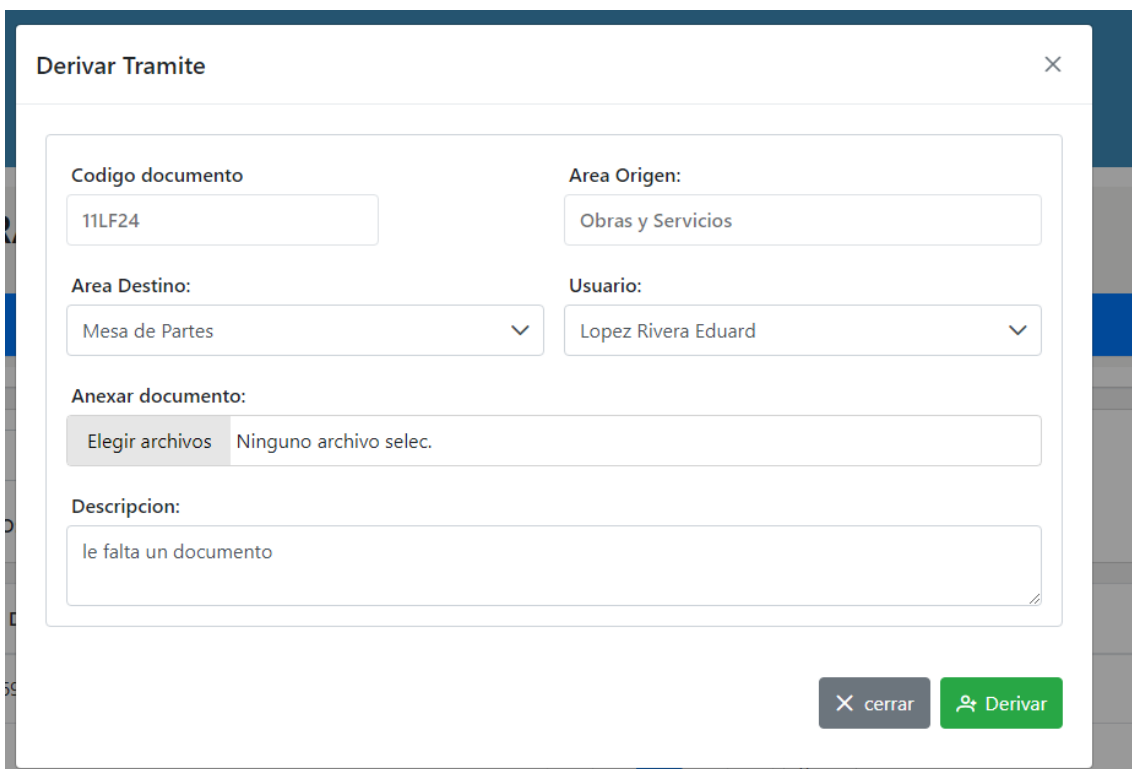 Derivar Tramite
Codigo documento
Area Origen:
11LF24
Obras y Servicios
Area Destino:
Usuario:
Mesa de Partes
Lopez Rivera Eduard
Anexar documento:
Elegir archivos Ninguno archivo selec.
Descripcion:
le falta un documento
cerrar
Derivar